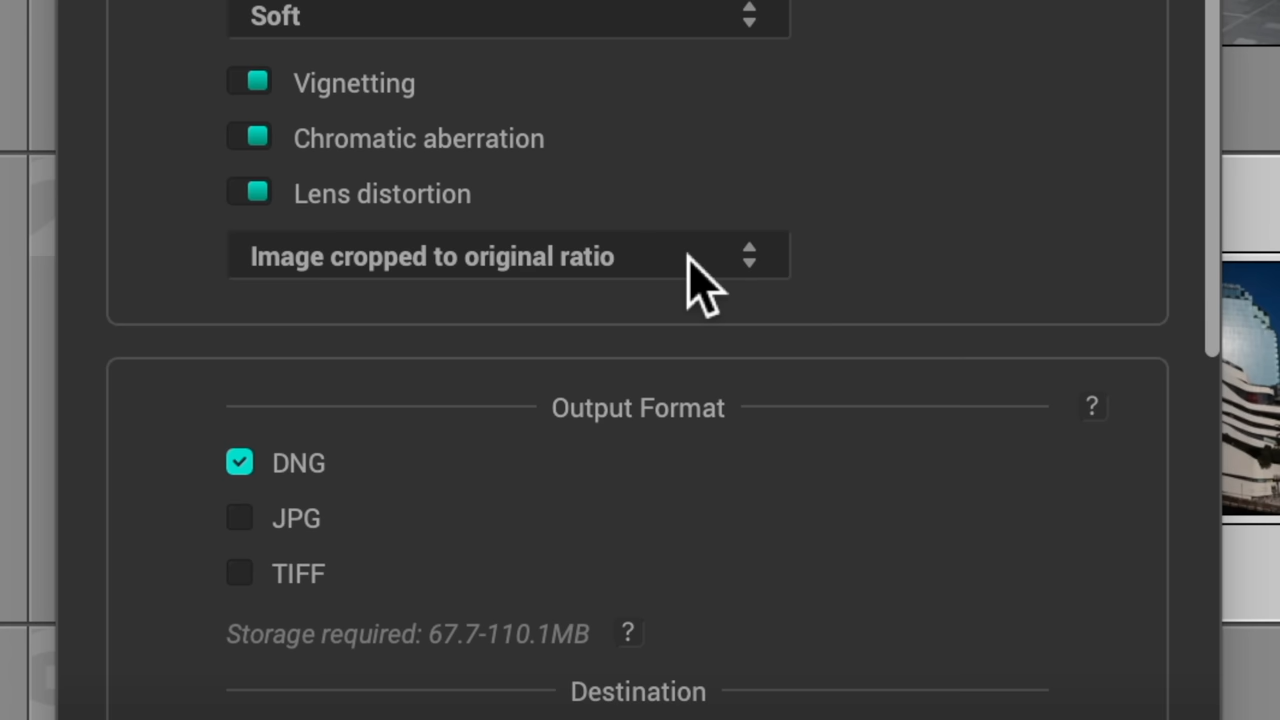 Soft
Vignetting
Chromatic aberration
Lens distortion
Image cropped to original ratio
Output Format ?
DNG
JPG
TIFF
Storage required: 67.7-110.1MB ?
Destination